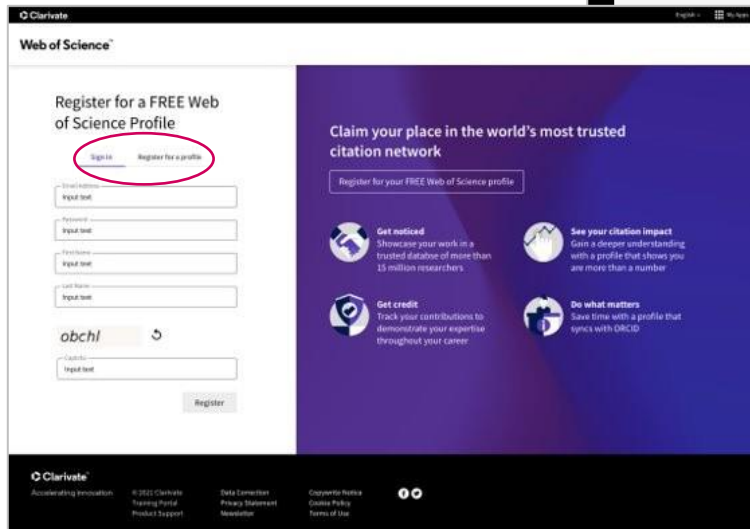 Clarivate
English
My Apps
Web of Science™
Register for a FREE Web
of Science Profile
Sign in
Register for a profile
Email Address
Input text
Password
Input text
First Name
Input text
Last Name
Input text
obchl
Captcha
Input text
Register
Claim your place in the world's most trusted
citation network
Register for your FREE Web of Science profile
Get noticed
Showcase your work in a
trusted databse of more than
15 million researchers
See your citation impact
Gain a deeper understanding
with a profile that shows you
are more than a number
Get credit
Track your contributions to
demonstrate your expertise
throughout your career
Do what matters
Save time with a profile that
syncs with ORCID
Clarivate™
Accelerating innovation
© 2021 Clarivate
Training Portal
Product Support
Data Correction
Privacy Statement
Newsletter
Copywrite Notice
Cookie Policy
Terms of Use